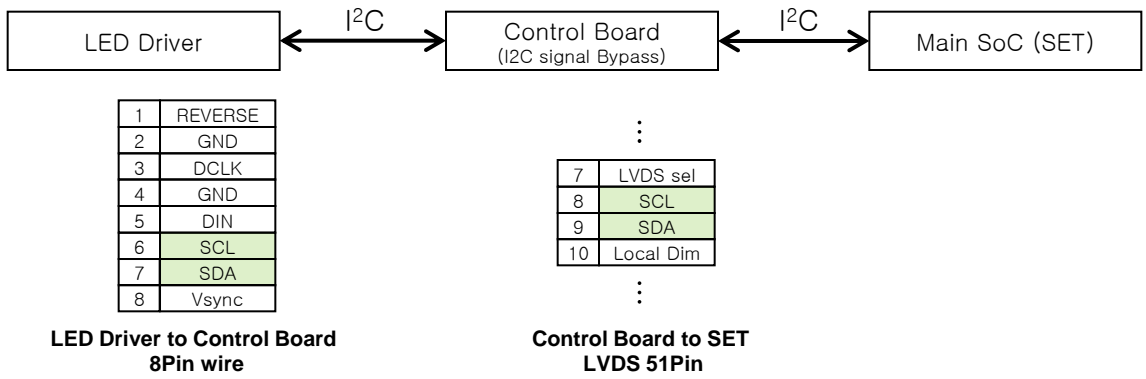 I²C
I²C
LED Driver
Control Board
(I2C signal Bypass)
Main SoC (SET)
1 REVERSE
2 GND
3 DCLK
4 GND
5 DIN
6 SCL
7 SDA
8 Vsync
LED Driver to Control Board
8Pin wire
⋮
7 LVDS sel
8 SCL
9 SDA
10 Local Dim
⋮
Control Board to SET
LVDS 51Pin